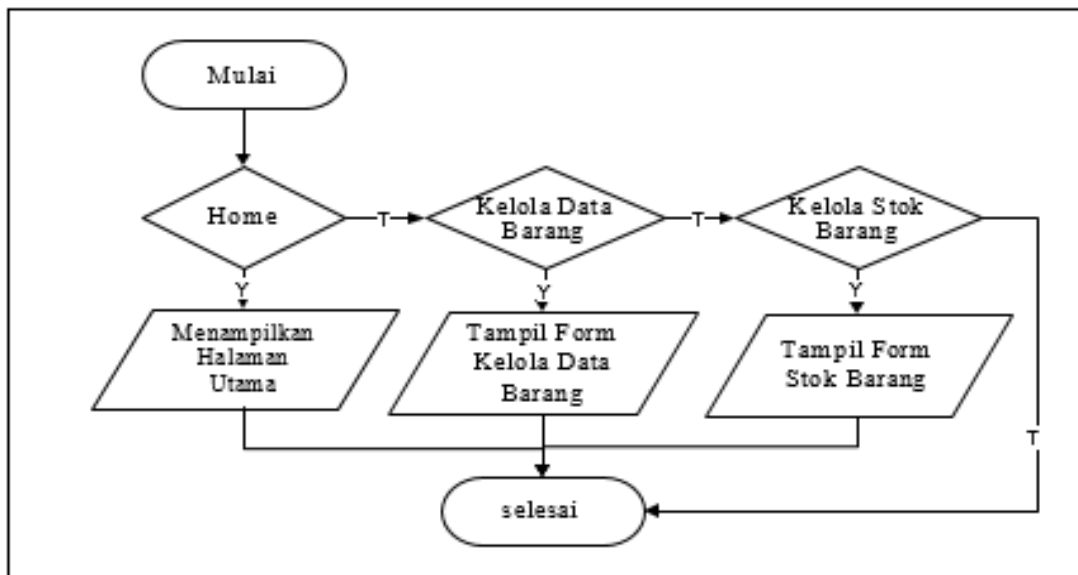 Mulai
Home
T
Kelola Data
Barang
T
Kelola Stok
Barang
Y
Y
Y
Menampilkan
Halaman
Utama
Tampil Form
Kelola Data
Barang
Tampil Form
Stok Barang
T
selesai